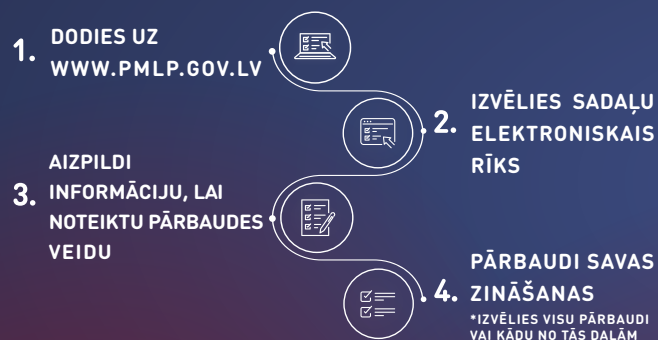 1. DODIES UZ
WWW.PMLP.GOV.LV
2. IZVĒLIES SADAĻU
ELEKTRONISKAIS
RĪKS
3. AIZPILDI
INFORMĀCIJU, LAI
NOTEIKTU PĀRBAUDES
VEIDU
4. PĀRBAUDI SAVAS
ZINĀŠANAS
*IZVĒLIES VISU PĀRBAUDI
VAI KĀDU NO TĀS DAĻĀM